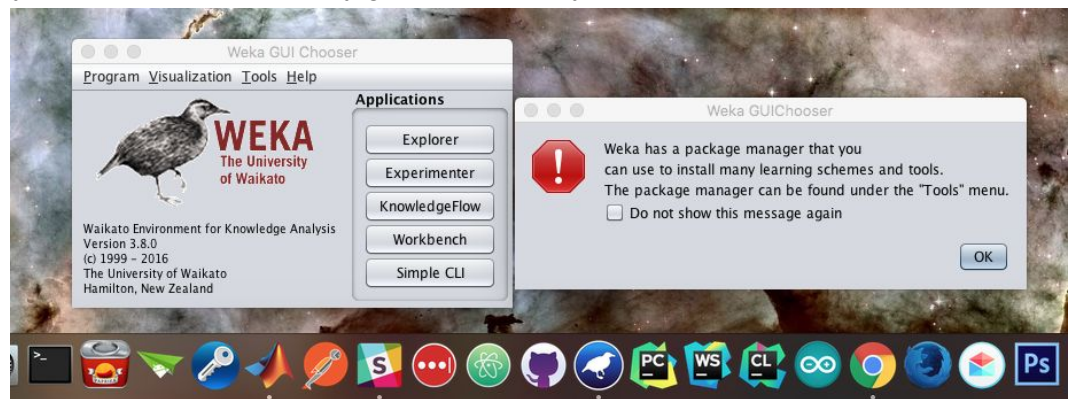 Weka GUI Chooser
Program Visualization Tools Help
WEKA
The University
of Waikato
Waikato Environment for Knowledge Analysis
Version 3.8.0
(c) 1999 – 2016
The University of Waikato
Hamilton, New Zealand
Applications
Explorer
Experimenter
KnowledgeFlow
Workbench
Simple CLI
Weka GUIChooser
Weka has a package manager that you
can use to install many learning schemes and tools.
The package manager can be found under the "Tools" menu.
Do not show this message again
OK
>_
S
PC
WS
CL
Ps